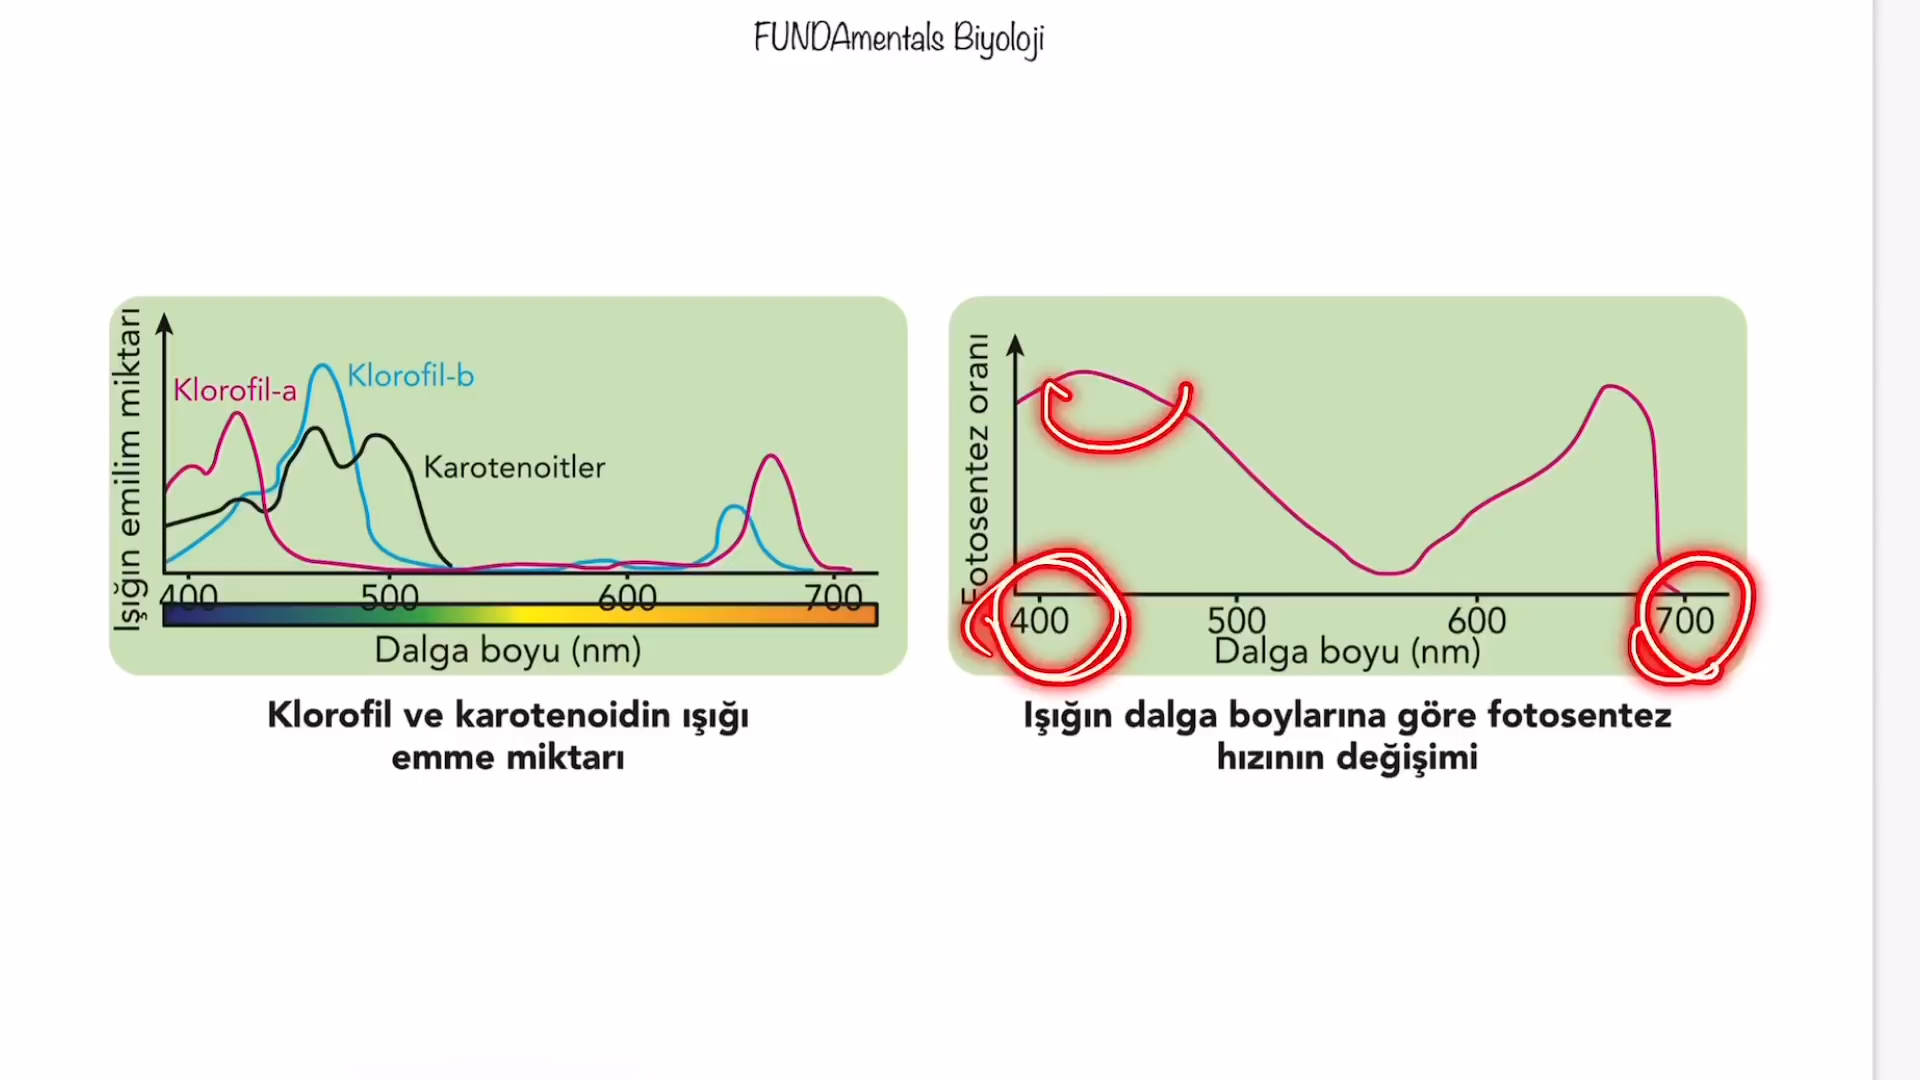 FUNDAmentals Biyoloji
Işığın emilim miktarı
Klorofil-a
Klorofil-b
Karotenoitler
400 500 600 700
Dalga boyu (nm)
Klorofil ve karotenoidin ışığı
emme miktarı
Fotosentez oranı
400 500 600 700
Dalga boyu (nm)
Işığın dalga boylarına göre fotosentez
hızının değişimi